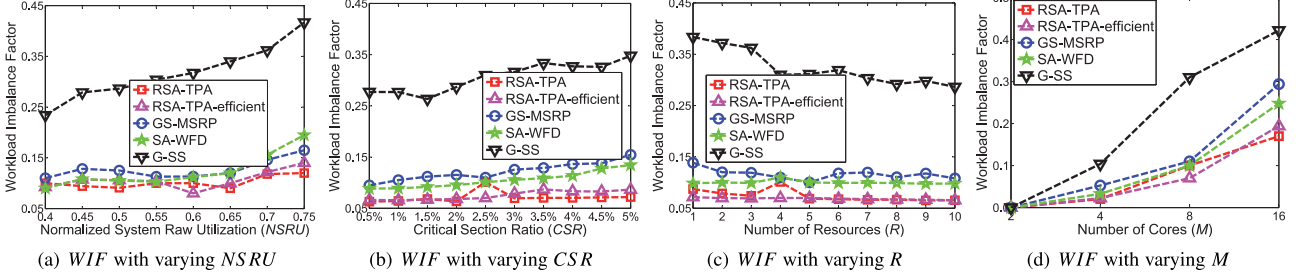 Workload Imbalance Factor
0.45
0.35
0.25
0.15
0.05
RSA-TPA
RSA-TPA-efficient
GS-MSRP
SA-WFD
G-SS
0.4 0.45 0.5 0.55 0.6 0.65 0.7 0.75
Normalized System Raw Utilization (NSRU)
(a) WIF with varying NSRU
Workload Imbalance Factor
0.45
0.35
0.25
0.15
0.05
RSA-TPA
RSA-TPA-efficient
GS-MSRP
SA-WFD
G-SS
0.5% 1% 1.5% 2% 2.5% 3% 3.5% 4% 4.5% 5%
Critical Section Ratio (CSR)
(b) WIF with varying CSR
Workload Imbalance Factor
0.45
0.35
0.25
0.15
0.05
RSA-TPA
RSA-TPA-efficient
GS-MSRP
SA-WFD
G-SS
1 2 3 4 5 6 7 8 9 10
Number of Resources (R)
(c) WIF with varying R
Workload Imbalance Factor
0.4
0.3
0.2
0.1
0.0
RSA-TPA
RSA-TPA-efficient
GS-MSRP
SA-WFD
G-SS
2 4 8 16
Number of Cores (M)
(d) WIF with varying M